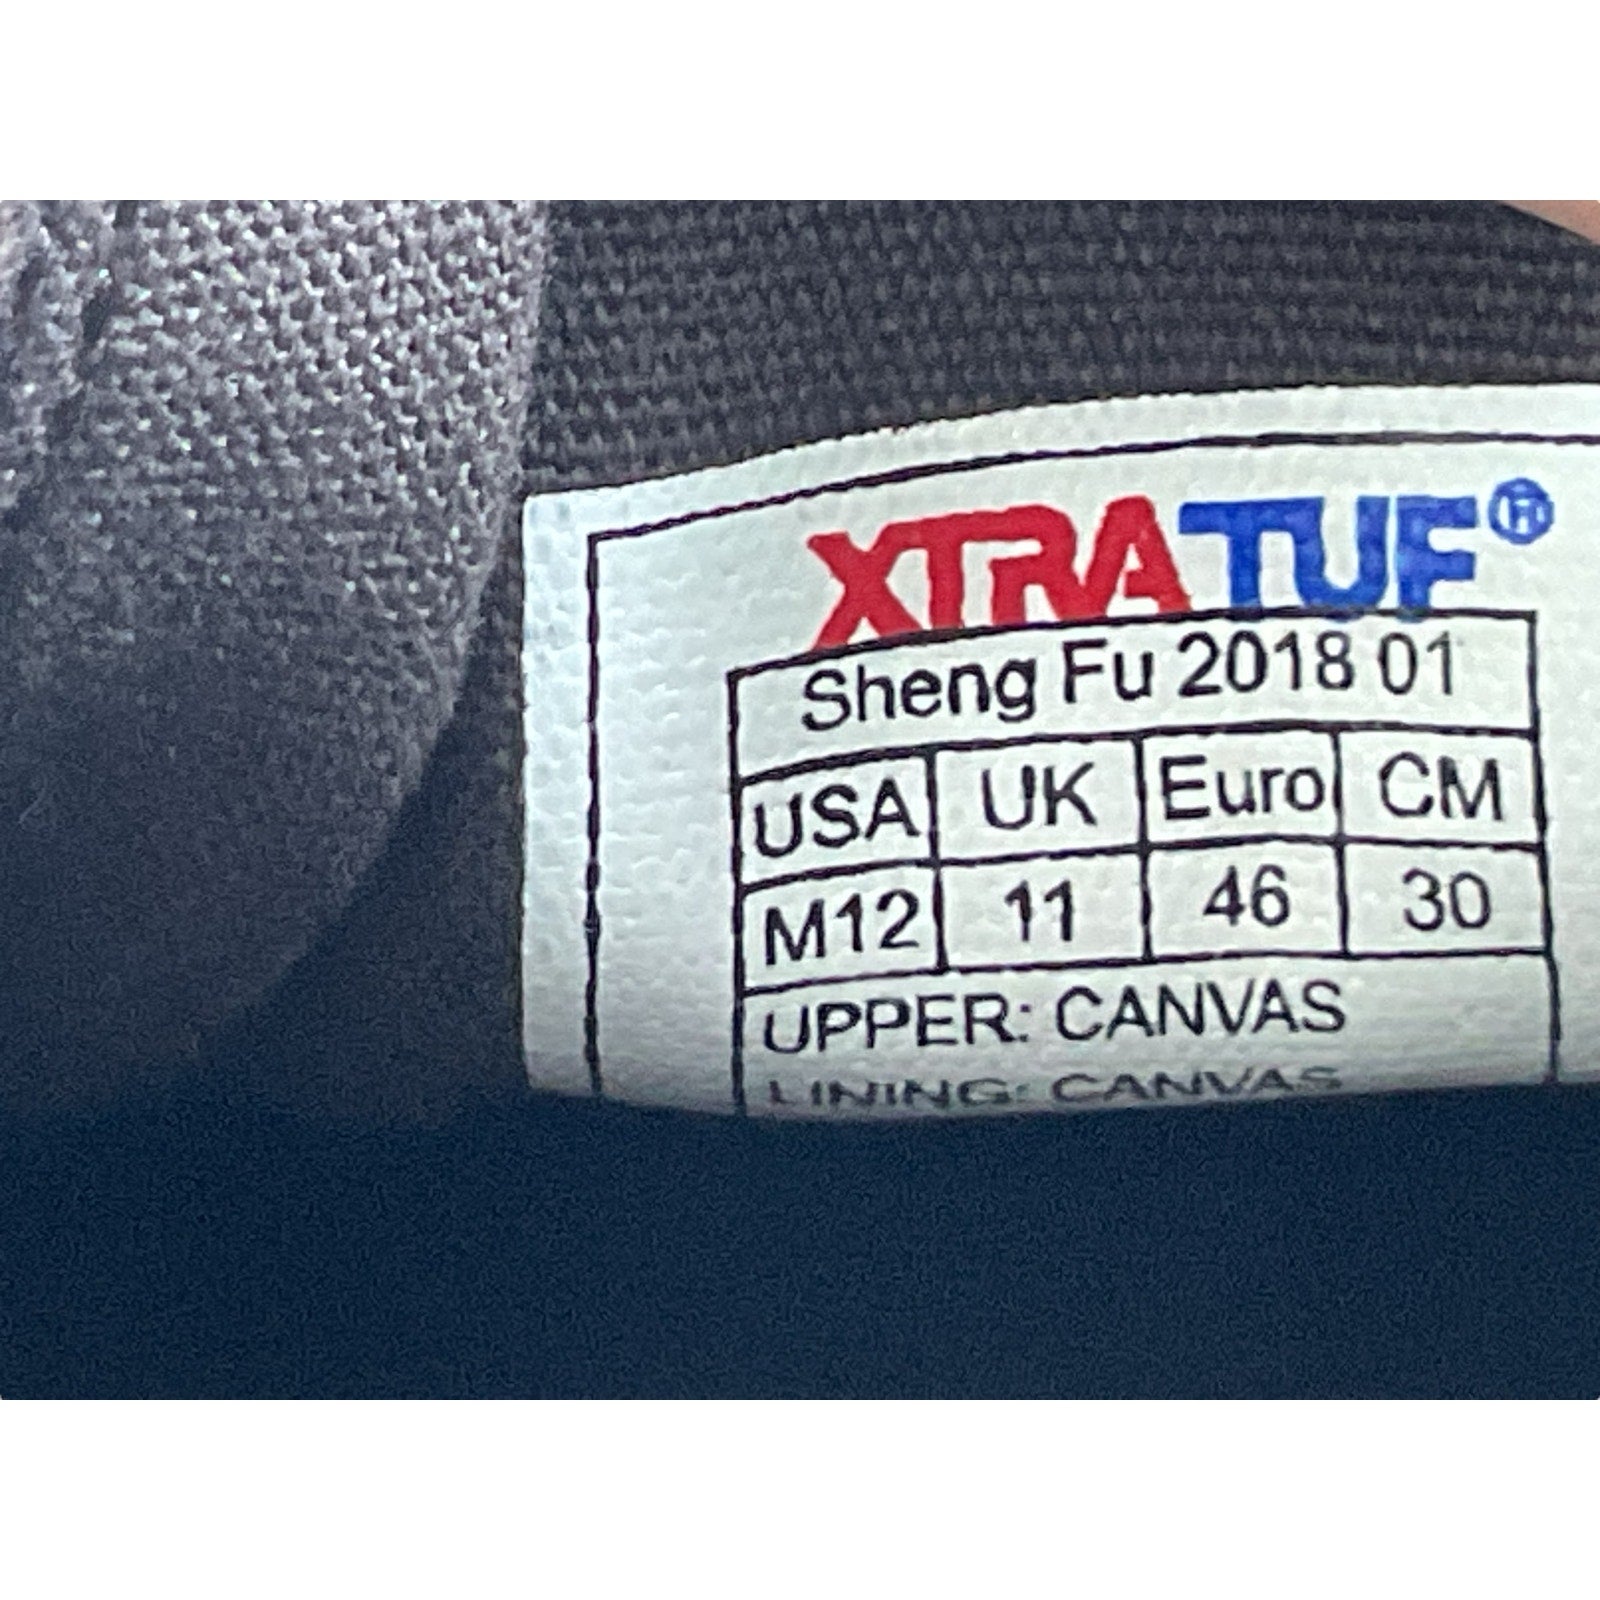 XTRATUF®
Sheng Fu 2018 01
USA UK Euro CM
M12 11 46 30
UPPER: CANVAS
LINING: CANVAS